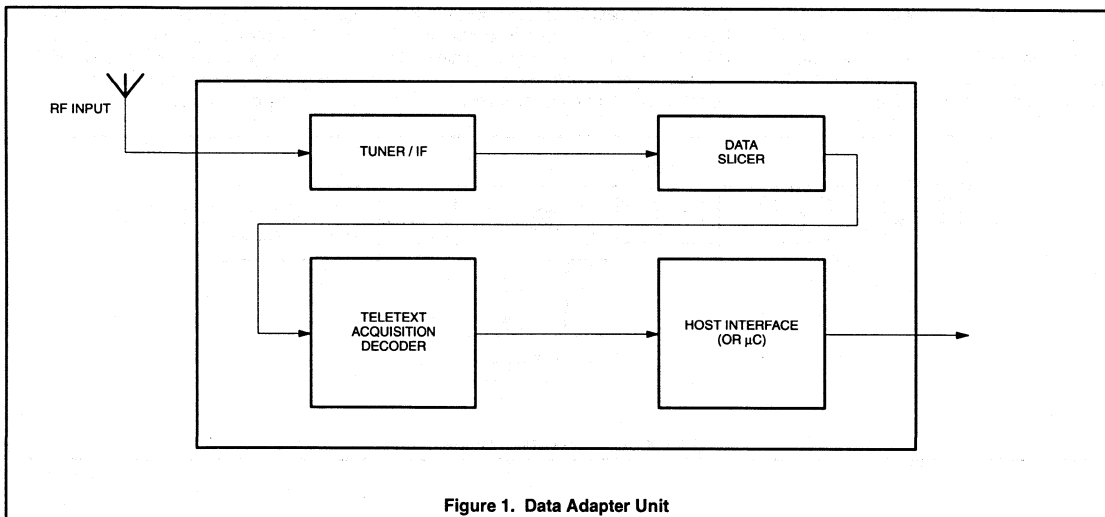 RF INPUT
TUNER / IF
DATA
SLICER
TELETEXT
ACQUISITION
DECODER
HOST INTERFACE
(OR μC)
Figure 1. Data Adapter Unit